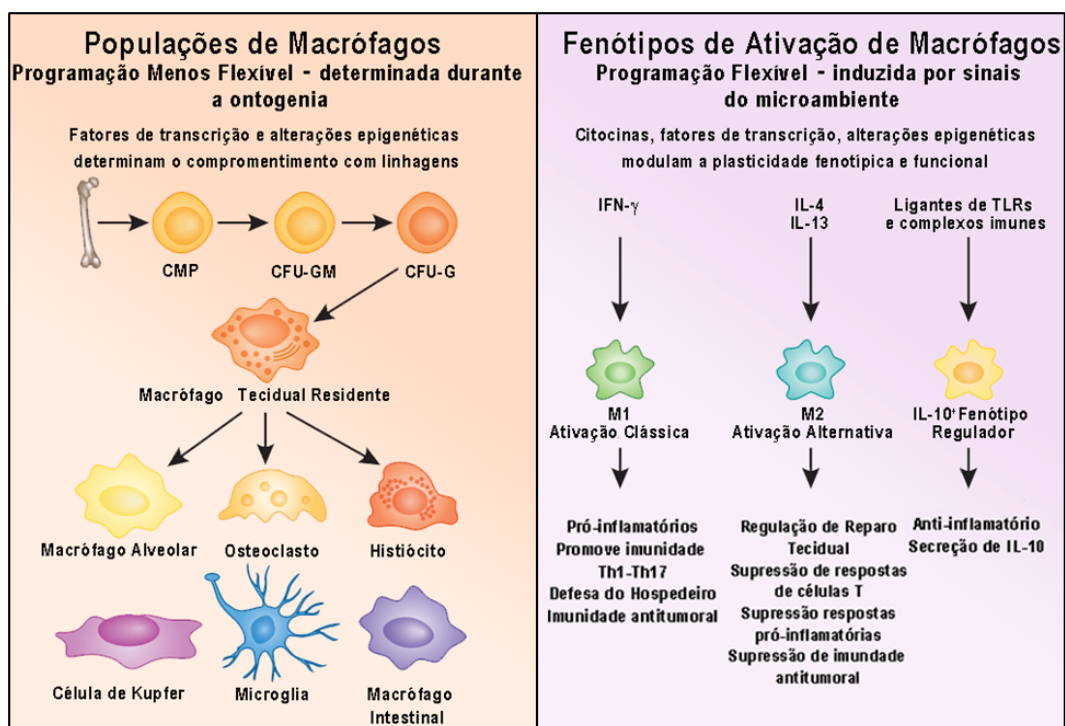 Populações de Macrófagos
Programação Menos Flexível - determinada durante
a ontogenia
Fatores de transcrição e alterações epigenéticas
determinam o compromentimento com linhagens
CMP
CFU-GM
CFU-G
Macrófago Tecidual Residente
Macrófago Alveolar
Osteoclasto
Histiócito
Célula de Kupfer
Microglia
Macrófago
Intestinal
Fenótipos de Ativação de Macrófagos
Programação Flexível - induzida por sinais
do microambiente
Citocinas, fatores de transcrição, alterações epigenéticas
modulam a plasticidade fenotípica e funcional
IFN-γ
M1
Ativação Clássica
Pró-inflamatórios
Promove imunidade
Th1-Th17
Defesa do Hospedeiro
Imunidade antitumoral
IL-4
IL-13
M2
Ativação Alternativa
Regulação de Reparo
Tecidual
Supressão de respostas
de células T
Supressão respostas
pró-inflamatórias
Supressão de imundade
antitumoral
Ligantes de TLRs
e complexos imunes
IL-10⁺ Fenótipo
Regulador
Anti-inflamatório
Secreção de IL-10